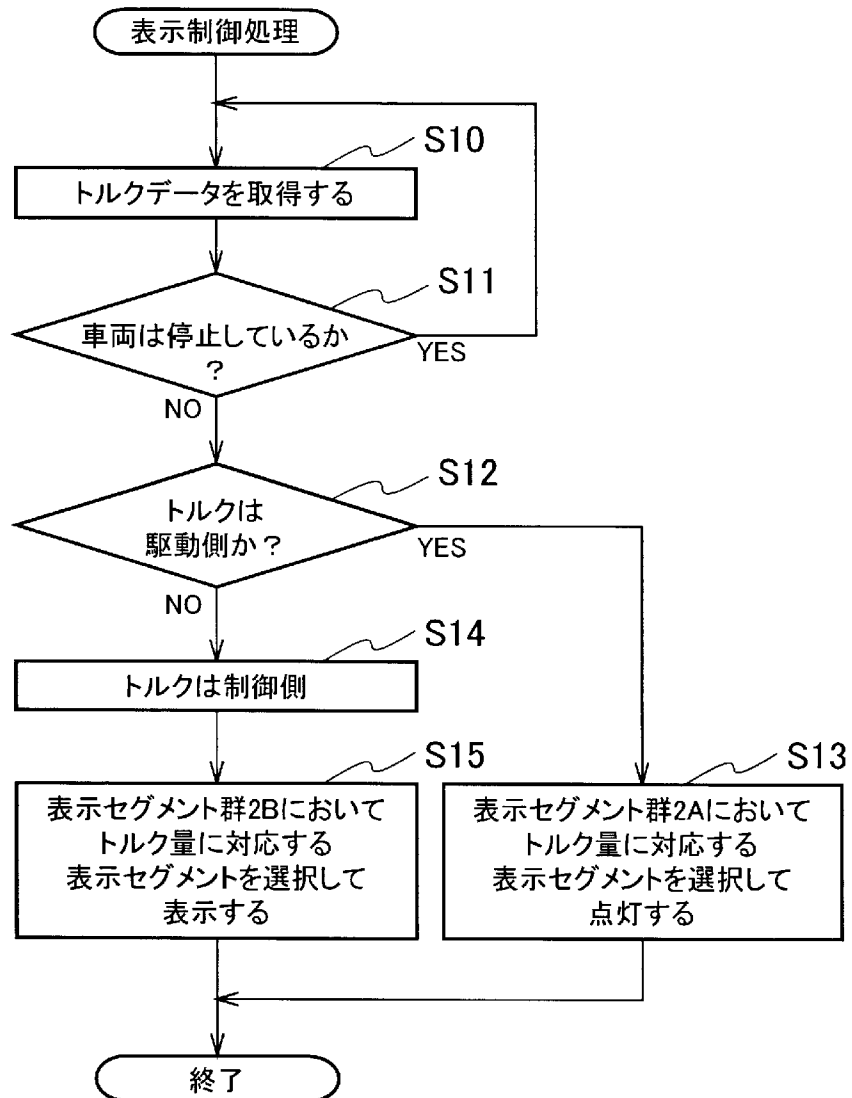 表示制御処理
S10
トルクデータを取得する
S11
車両は停止しているか
?
YES
NO
S12
トルクは
駆動側か?
YES
NO
S14
トルクは制御側
S15
表示セグメント群2Bにおいて
トルク量に対応する
表示セグメントを選択して
表示する
S13
表示セグメント群2Aにおいて
トルク量に対応する
表示セグメントを選択して
点灯する
終了